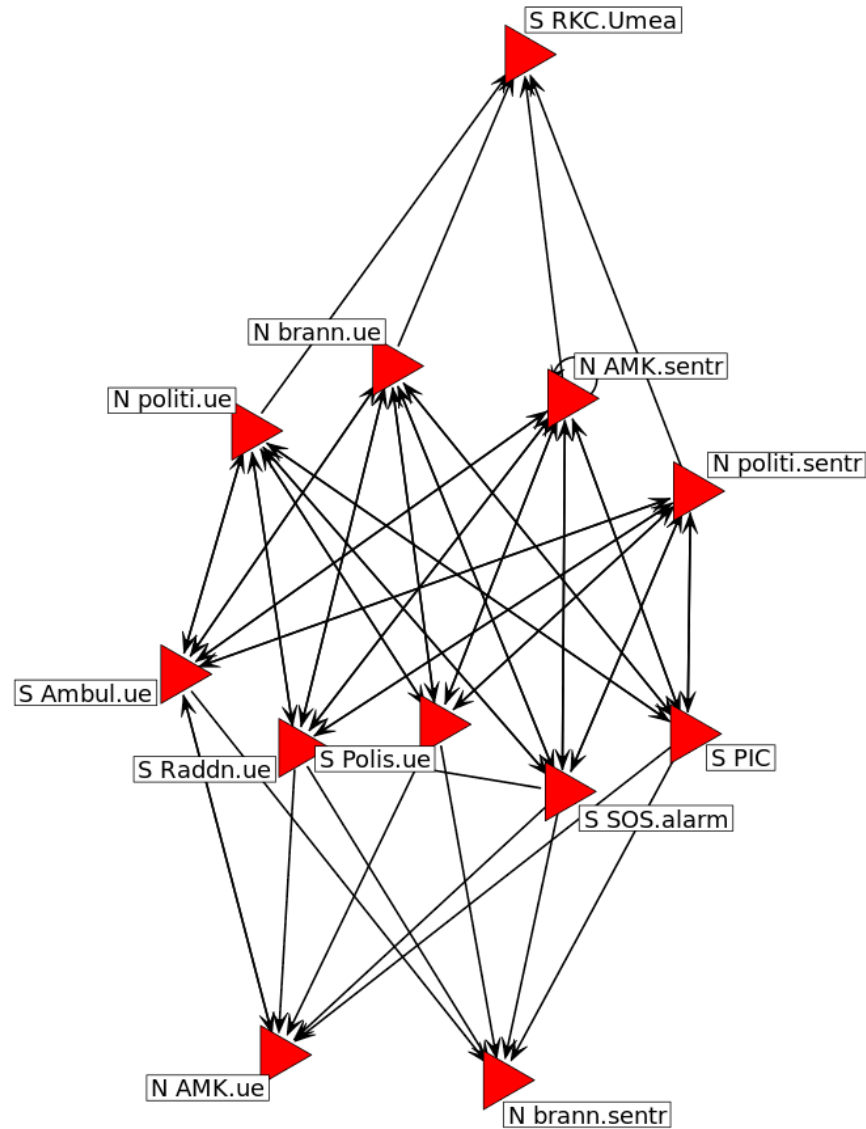 S RKC.Umea
N brann.ue
N AMK.sentr
N politi.ue
N politi.sentr
S Ambul.ue
S Raddn.ue
S Polis.ue
S PIC
S SOS.alarm
N AMK.ue
N brann.sentr